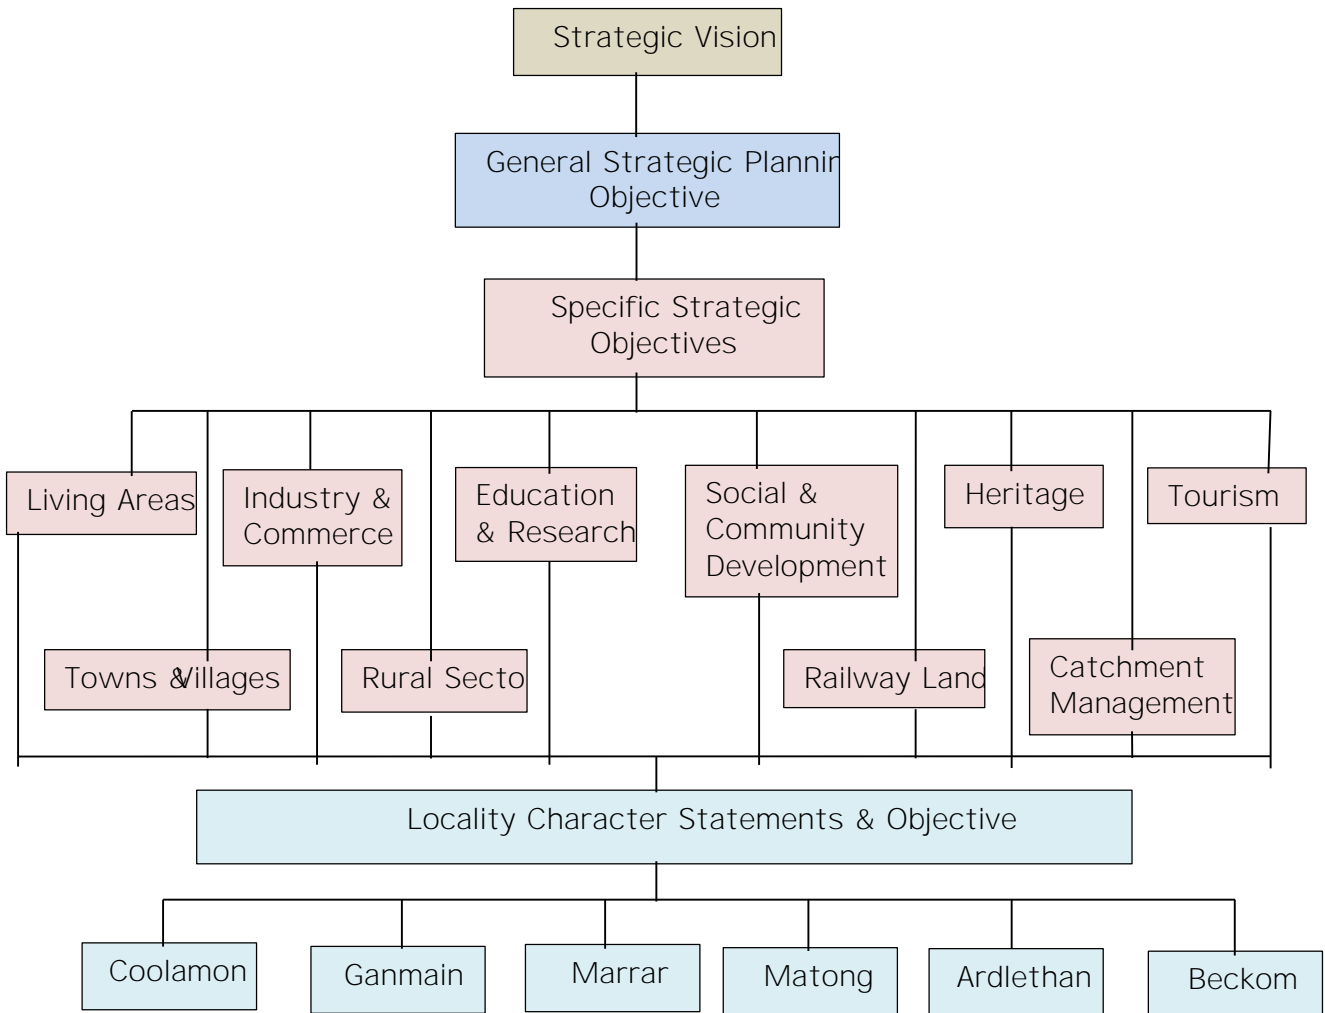 Strategic Vision
General Strategic Plannin
Objective
Specific Strategic
Objectives
Living Areas
Industry &
Commerce
Education
& Research
Social &
Community
Development
Heritage
Tourism
Towns & Villages
Rural Secto
Railway Land
Catchment
Management
Locality Character Statements & Objective
Coolamon
Ganmain
Marrar
Matong
Ardlethan
Beckom